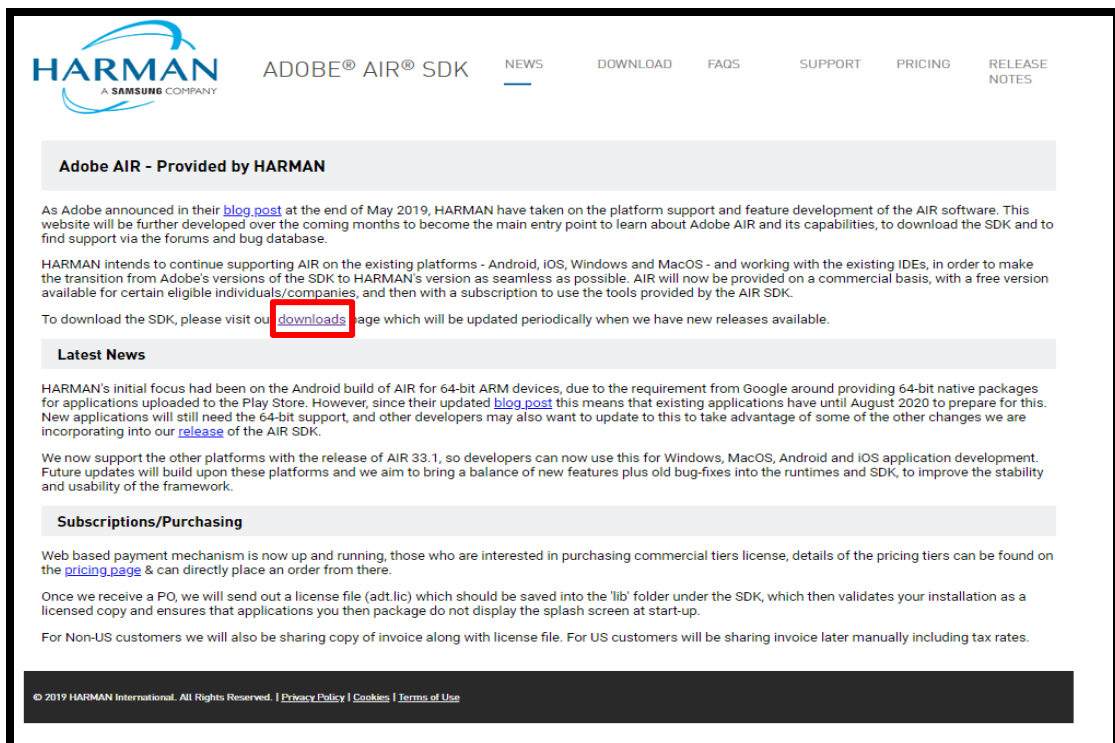 HARMAN
A SAMSUNG COMPANY
ADOBE® AIR® SDK
NEWS
DOWNLOAD
FAQS
SUPPORT
PRICING
RELEASE
NOTES
Adobe AIR - Provided by HARMAN
As Adobe announced in their blog post at the end of May 2019, HARMAN have taken on the platform support and feature development of the AIR software. This
website will be further developed over the coming months to become the main entry point to learn about Adobe AIR and its capabilities, to download the SDK and to
find support via the forums and bug database.
HARMAN intends to continue supporting AIR on the existing platforms - Android, iOS, Windows and MacOS - and working with the existing IDEs, in order to make
the transition from Adobe's versions of the SDK to HARMAN's version as seamless as possible. AIR will now be provided on a commercial basis, with a free version
available for certain eligible individuals/companies, and then with a subscription to use the tools provided by the AIR SDK.
To download the SDK, please visit our downloads page which will be updated periodically when we have new releases available.
Latest News
HARMAN's initial focus had been on the Android build of AIR for 64-bit ARM devices, due to the requirement from Google around providing 64-bit native packages
for applications uploaded to the Play Store. However, since their updated blog post this means that existing applications have until August 2020 to prepare for this.
New applications will still need the 64-bit support, and other developers may also want to update to this to take advantage of some of the other changes we are
incorporating into our release of the AIR SDK.
We now support the other platforms with the release of AIR 33.1, so developers can now use this for Windows, MacOS, Android and iOS application development.
Future updates will build upon these platforms and we aim to bring a balance of new features plus old bug-fixes into the runtimes and SDK, to improve the stability
and usability of the framework.
Subscriptions/Purchasing
Web based payment mechanism is now up and running, those who are interested in purchasing commercial tiers license, details of the pricing tiers can be found on
the pricing page & can directly place an order from there.
Once we receive a PO, we will send out a license file (adt.lic) which should be saved into the 'lib' folder under the SDK, which then validates your installation as a
licensed copy and ensures that applications you then package do not display the splash screen at start-up.
For Non-US customers we will also be sharing copy of invoice along with license file. For US customers will be sharing invoice later manually including tax rates.
© 2019 HARMAN International. All Rights Reserved. | Privacy Policy | Cookies | Terms of Use